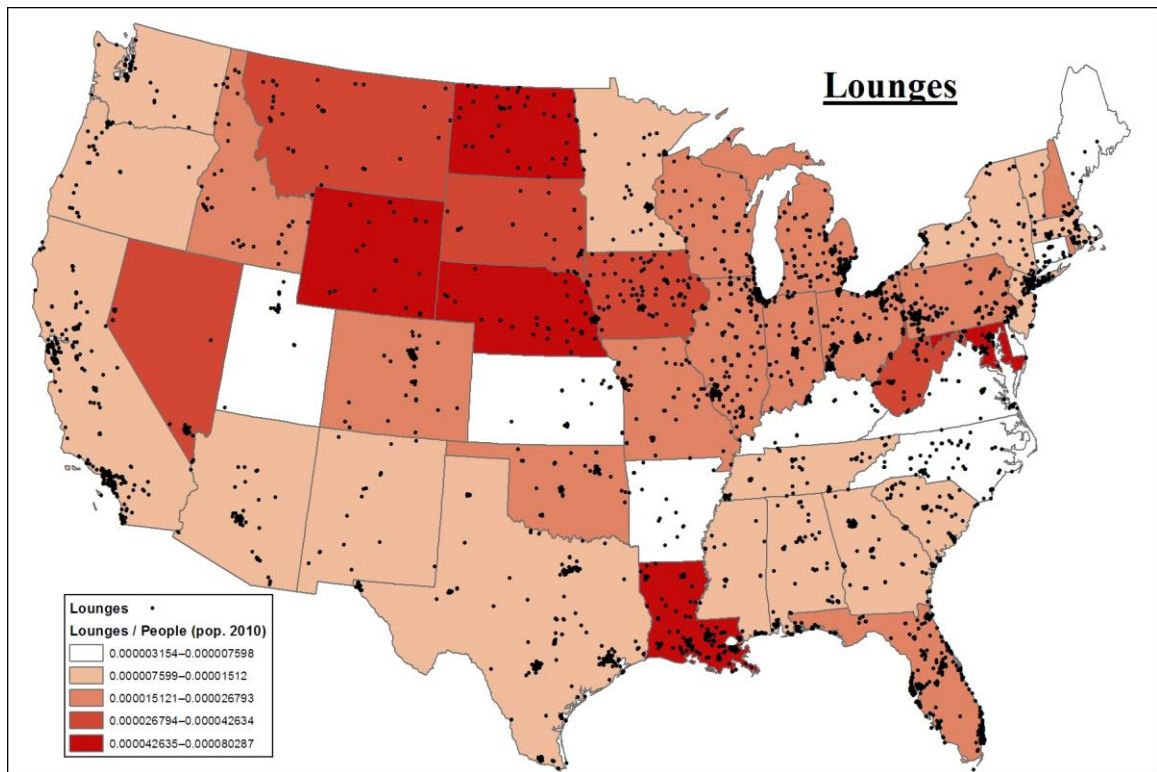 Lounges
Lounges
Lounges / People (pop. 2010)
0.000003154–0.000007598
0.000007599–0.00001512
0.000015121–0.000026793
0.000026794–0.000042634
0.000042635–0.000080287